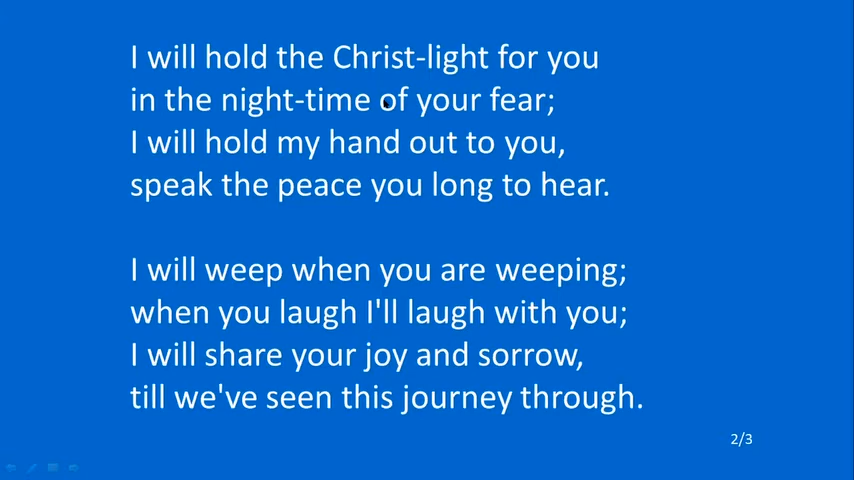 I will hold the Christ-light for you
in the night-time of your fear;
I will hold my hand out to you,
speak the peace you long to hear.
I will weep when you are weeping;
when you laugh I'll laugh with you;
I will share your joy and sorrow,
till we've seen this journey through.
2/3